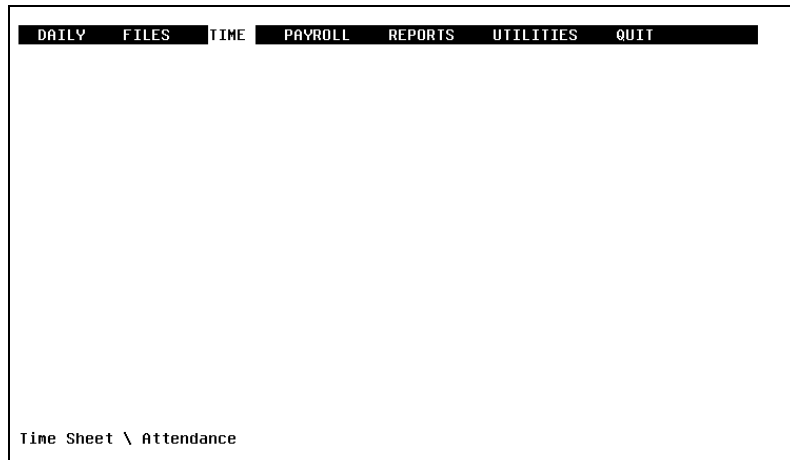 DAILY FILES TIME PAYROLL REPORTS UTILITIES QUIT
Time Sheet \ Attendance